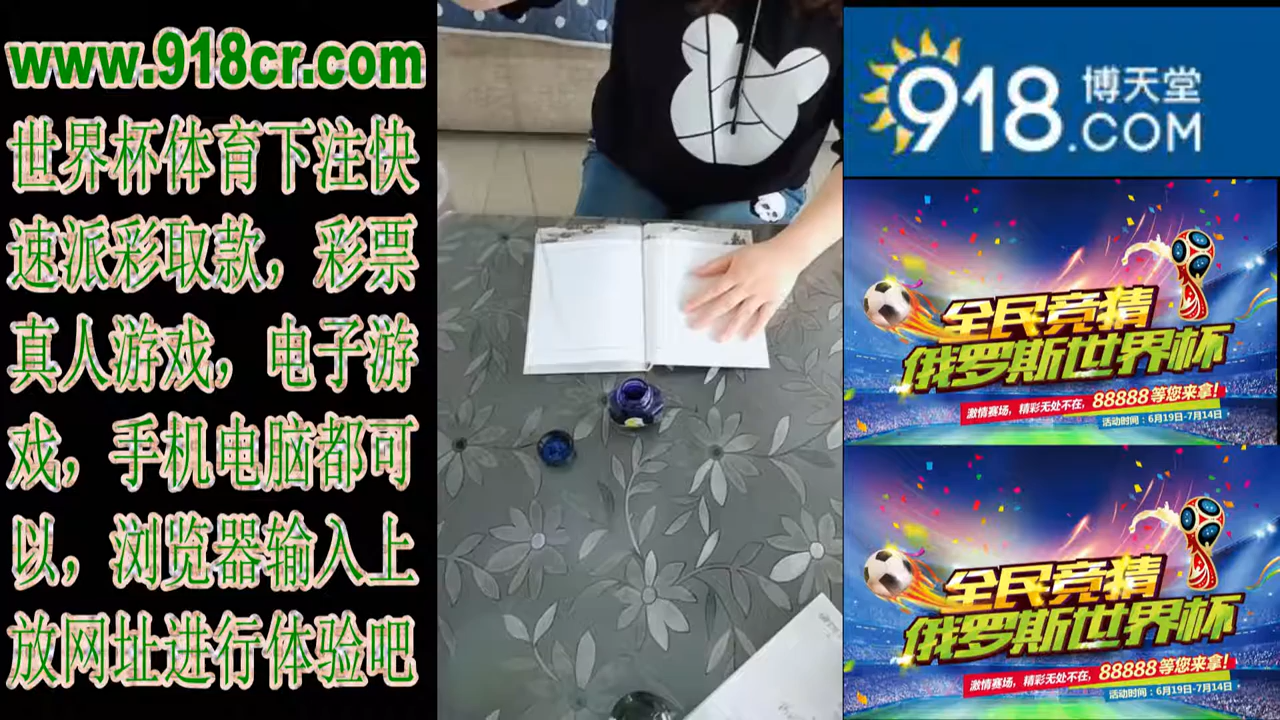 www.918cr.com
世界杯体育下注快
速派彩取款，彩票
真人游戏，电子游
戏，手机电脑都可
以，浏览器输入上
放网址进行体验吧
918.COM
博天堂
全民竞猜
俄罗斯世界杯
激情赛场，精彩无处不在，88888等您来拿！
活动时间：6月19日-7月14日
全民竞猜
俄罗斯世界杯
激情赛场，精彩无处不在，88888等您来拿！
活动时间：6月19日-7月14日